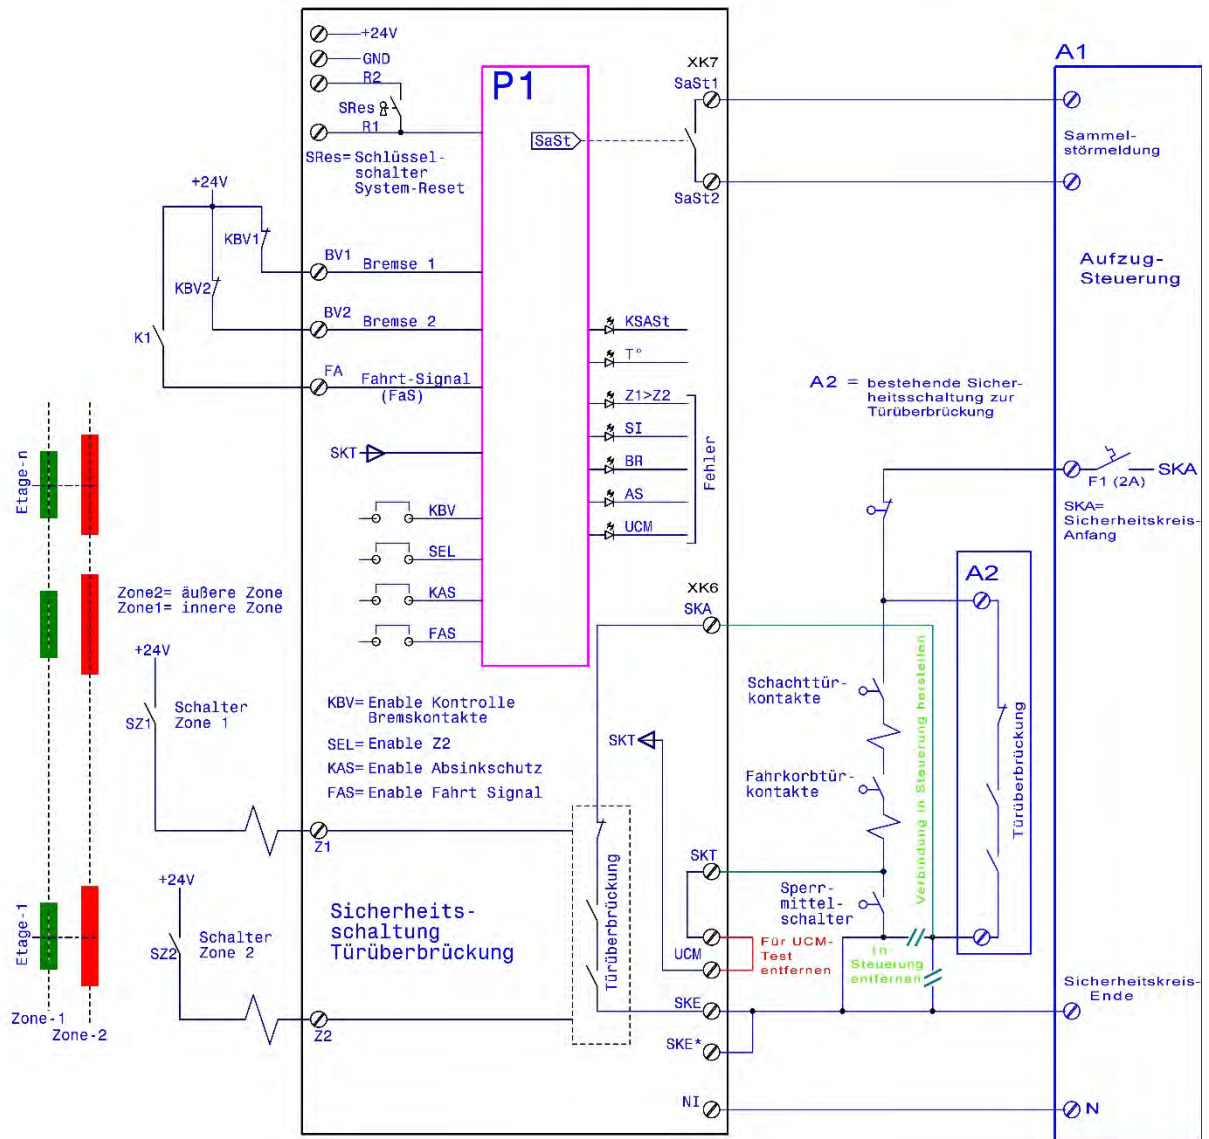 +24V
GND
R2
SRes
R1
SRes= Schlüssel-
schalter
System-Reset
P1
SaSt
XK7
SaSt1
SaSt2
A1
Sammel-
störmeldung
Aufzug-
Steuerung
+24V
KBV1
KBV2
K1
BV1
Bremse 1
BV2
Bremse 2
FA
Fahrt-Signal
(FaS)
SKT
KBV
SEL
KAS
FAS
KSASt
T°
Z1>Z2
SI
BR
AS
UCM
Fehler
A2 = bestehende Sicher-
heitsschaltung zur
Türüberbrückung
F1 (2A)
SKA
SKA=
Sicherheitskreis-
Anfang
Etage-n
Zone2= äußere Zone
Zone1= innere Zone
+24V
SZ1
Schalter
Zone 1
Z1
+24V
SZ2
Schalter
Zone 2
Z2
Etage-1
Zone-1
Zone-2
KBV= Enable Kontrolle
Bremskontakte
SEL= Enable Z2
KAS= Enable Absinkschutz
FAS= Enable Fahrt Signal
Sicherheits-
schaltung
Türüberbrückung
Türüberbrückung
XK6
SKA
SKT
SKT
UCM
SKE
SKE*
NI
Schachttür-
kontakte
Fahrkorbtür-
kontakte
Sperr-
mittel-
schalter
Für UCM-
Test
entfernen
In
Steuerung
entfernen
Verbindung in Steuerung herstellen
A2
Türüberbrückung
Sicherheitskreis-
Ende
N